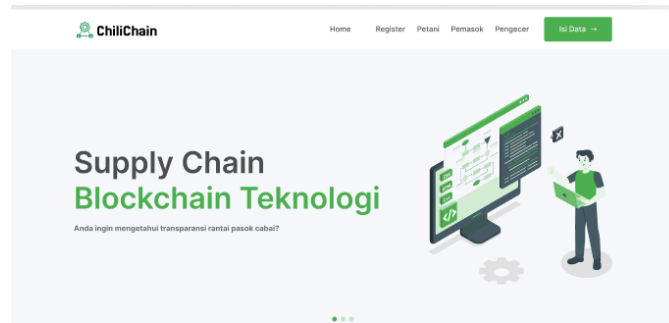 ChiliChain
Home Register Petani Pemasok Pengecer Isi Data →
Supply Chain
Blockchain Teknologi
Anda ingin mengetahui transparansi rantai pasok cabai?